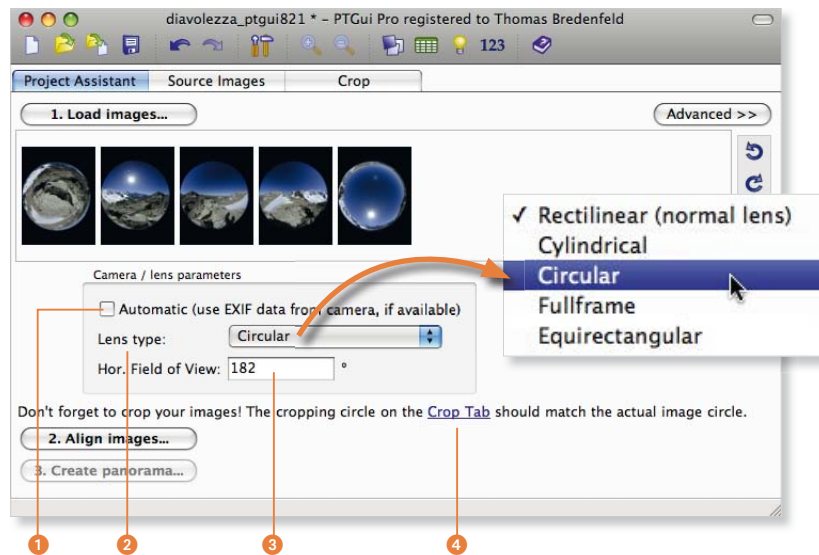 diavolezza_ptgui821 * – PTGui Pro registered to Thomas Bredenfeld
123
Project Assistant
Source Images
Crop
1. Load images...
Advanced >>
✓ Rectilinear (normal lens)
Cylindrical
Circular
Fullframe
Equirectangular
Camera / lens parameters
Automatic (use EXIF data from camera, if available)
Lens type: Circular
Hor. Field of View: 182 °
Don't forget to crop your images! The cropping circle on the Crop Tab should match the actual image circle.
2. Align images...
3. Create panorama...
1 2 3 4